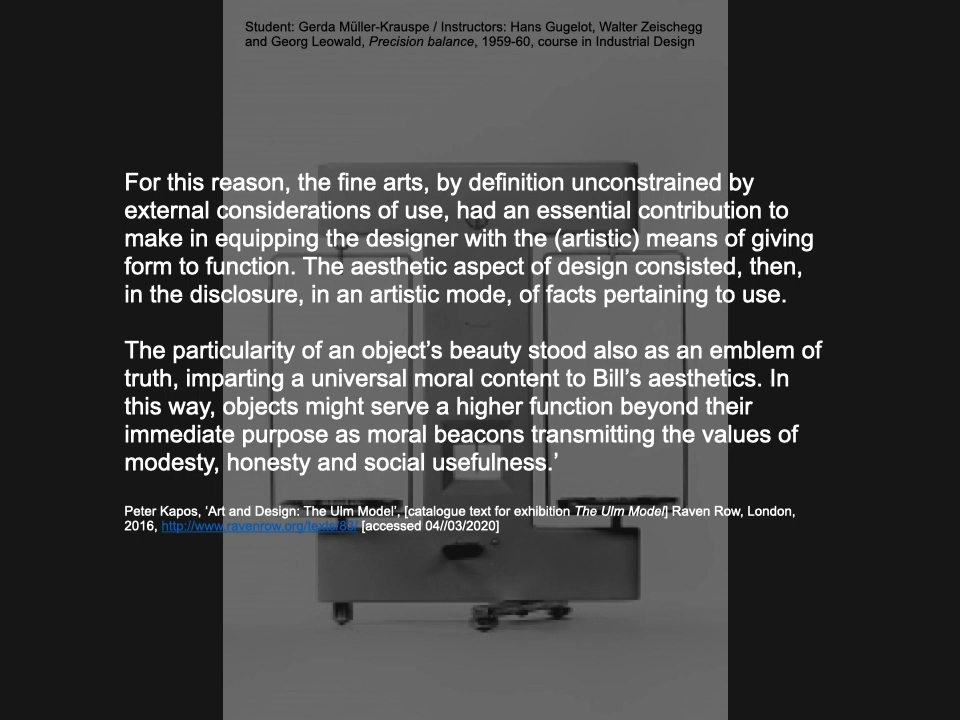 Student: Gerda Müller-Krauspe / Instructors: Hans Gugelot, Walter Zeischegg
and Georg Leowald, Precision balance, 1959-60, course in Industrial Design
For this reason, the fine arts, by definition unconstrained by
external considerations of use, had an essential contribution to
make in equipping the designer with the (artistic) means of giving
form to function. The aesthetic aspect of design consisted, then,
in the disclosure, in an artistic mode, of facts pertaining to use.
The particularity of an object’s beauty stood also as an emblem of
truth, imparting a universal moral content to Bill’s aesthetics. In
this way, objects might serve a higher function beyond their
immediate purpose as moral beacons transmitting the values of
modesty, honesty and social usefulness.’
Peter Kapos, ‘Art and Design: The Ulm Model’, [catalogue text for exhibition The Ulm Model] Raven Row, London,
2016, http://www.ravenrow.org/texts/83/ [accessed 04//03/2020]